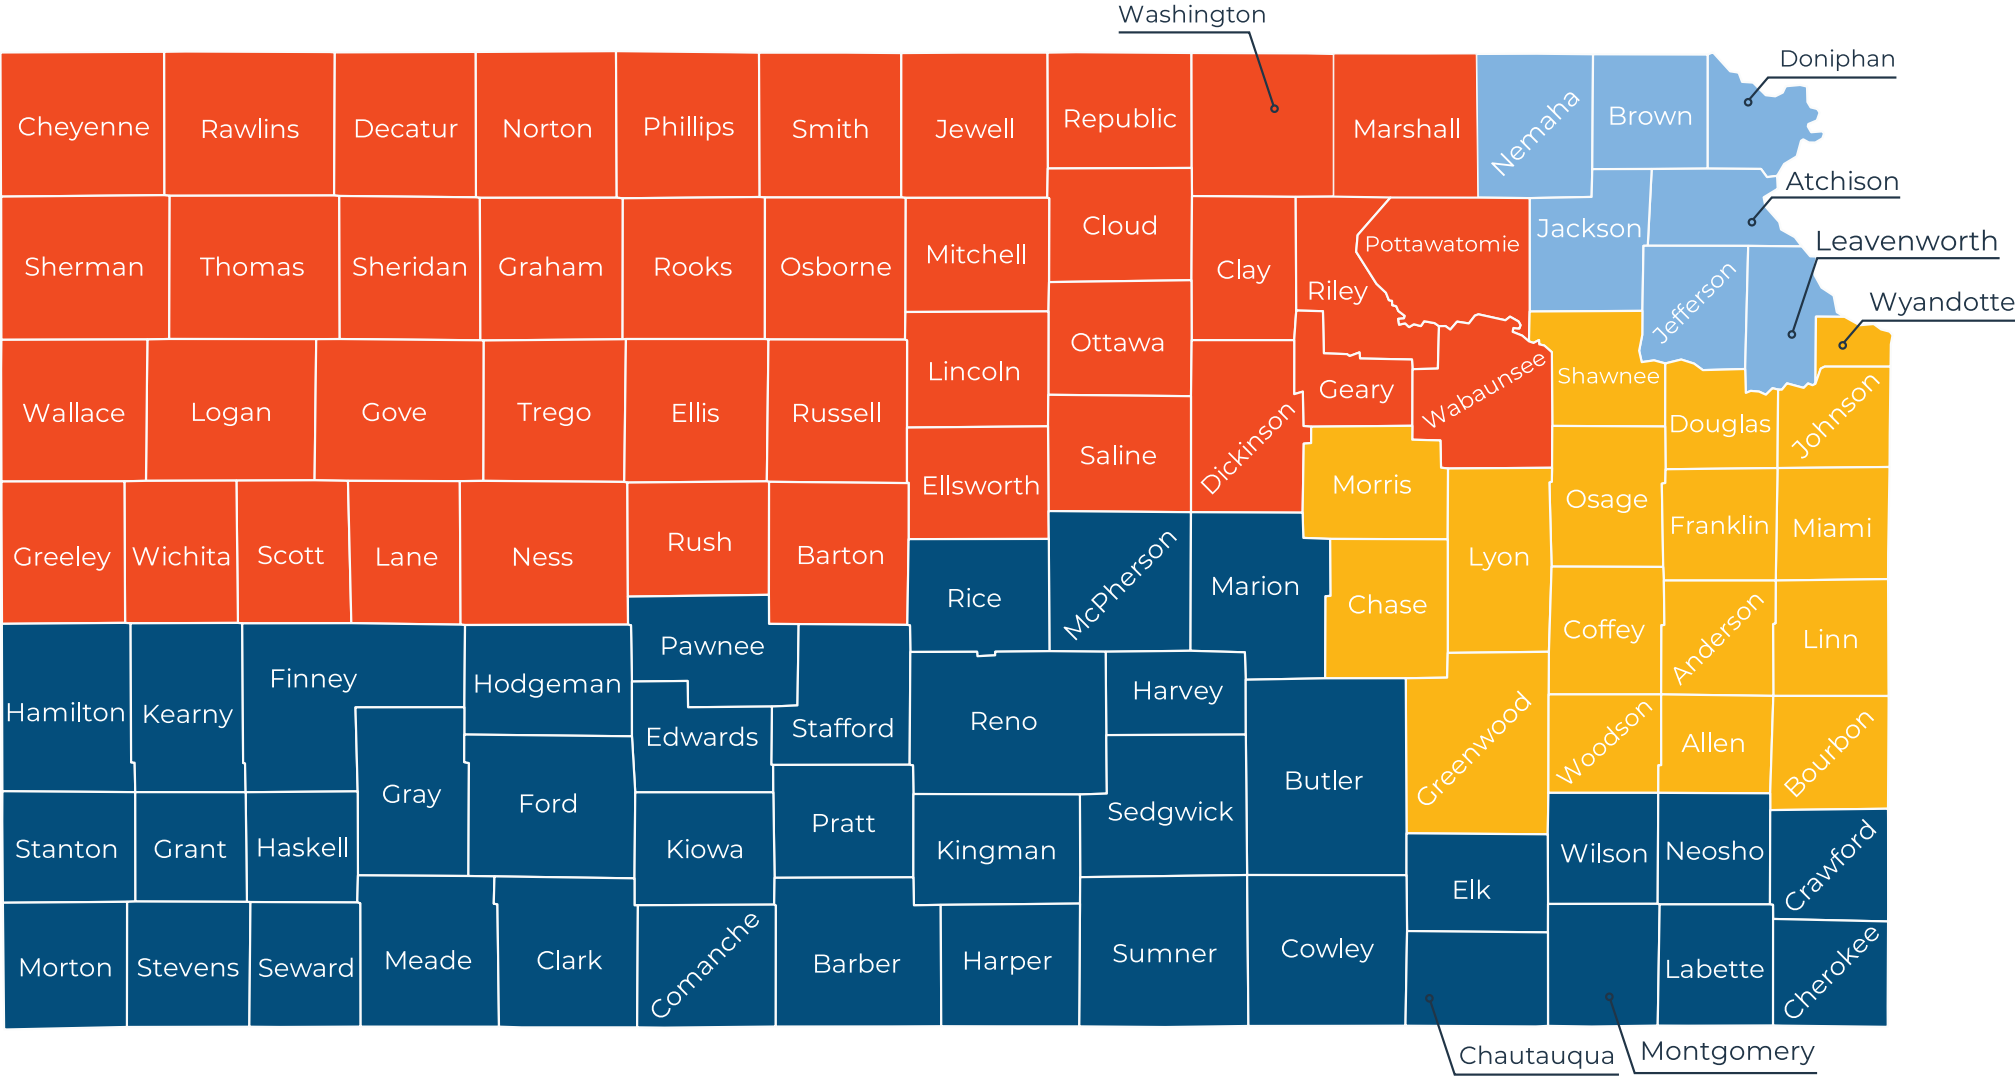 Washington
Doniphan
Cheyenne
Rawlins
Decatur
Norton
Phillips
Smith
Jewell
Republic
Marshall
Nemaha
Brown
Atchison
Sherman
Thomas
Sheridan
Graham
Rooks
Osborne
Mitchell
Cloud
Clay
Riley
Pottawatomie
Jackson
Leavenworth
Jefferson
Wyandotte
Wallace
Logan
Gove
Trego
Ellis
Russell
Lincoln
Ottawa
Saline
Dickinson
Geary
Wabaunsee
Shawnee
Douglas
Johnson
Greeley
Wichita
Scott
Lane
Ness
Rush
Barton
Ellsworth
Morris
Lyon
Osage
Franklin
Miami
Rice
McPherson
Marion
Chase
Coffey
Anderson
Linn
Hamilton
Kearny
Finney
Hodgeman
Pawnee
Edwards
Stafford
Reno
Harvey
Butler
Greenwood
Woodson
Allen
Bourbon
Gray
Ford
Stanton
Grant
Haskell
Kiowa
Pratt
Kingman
Sedgwick
Elk
Wilson
Neosho
Crawford
Morton
Stevens
Seward
Meade
Clark
Comanche
Barber
Harper
Sumner
Cowley
Labette
Cherokee
Chautauqua
Montgomery